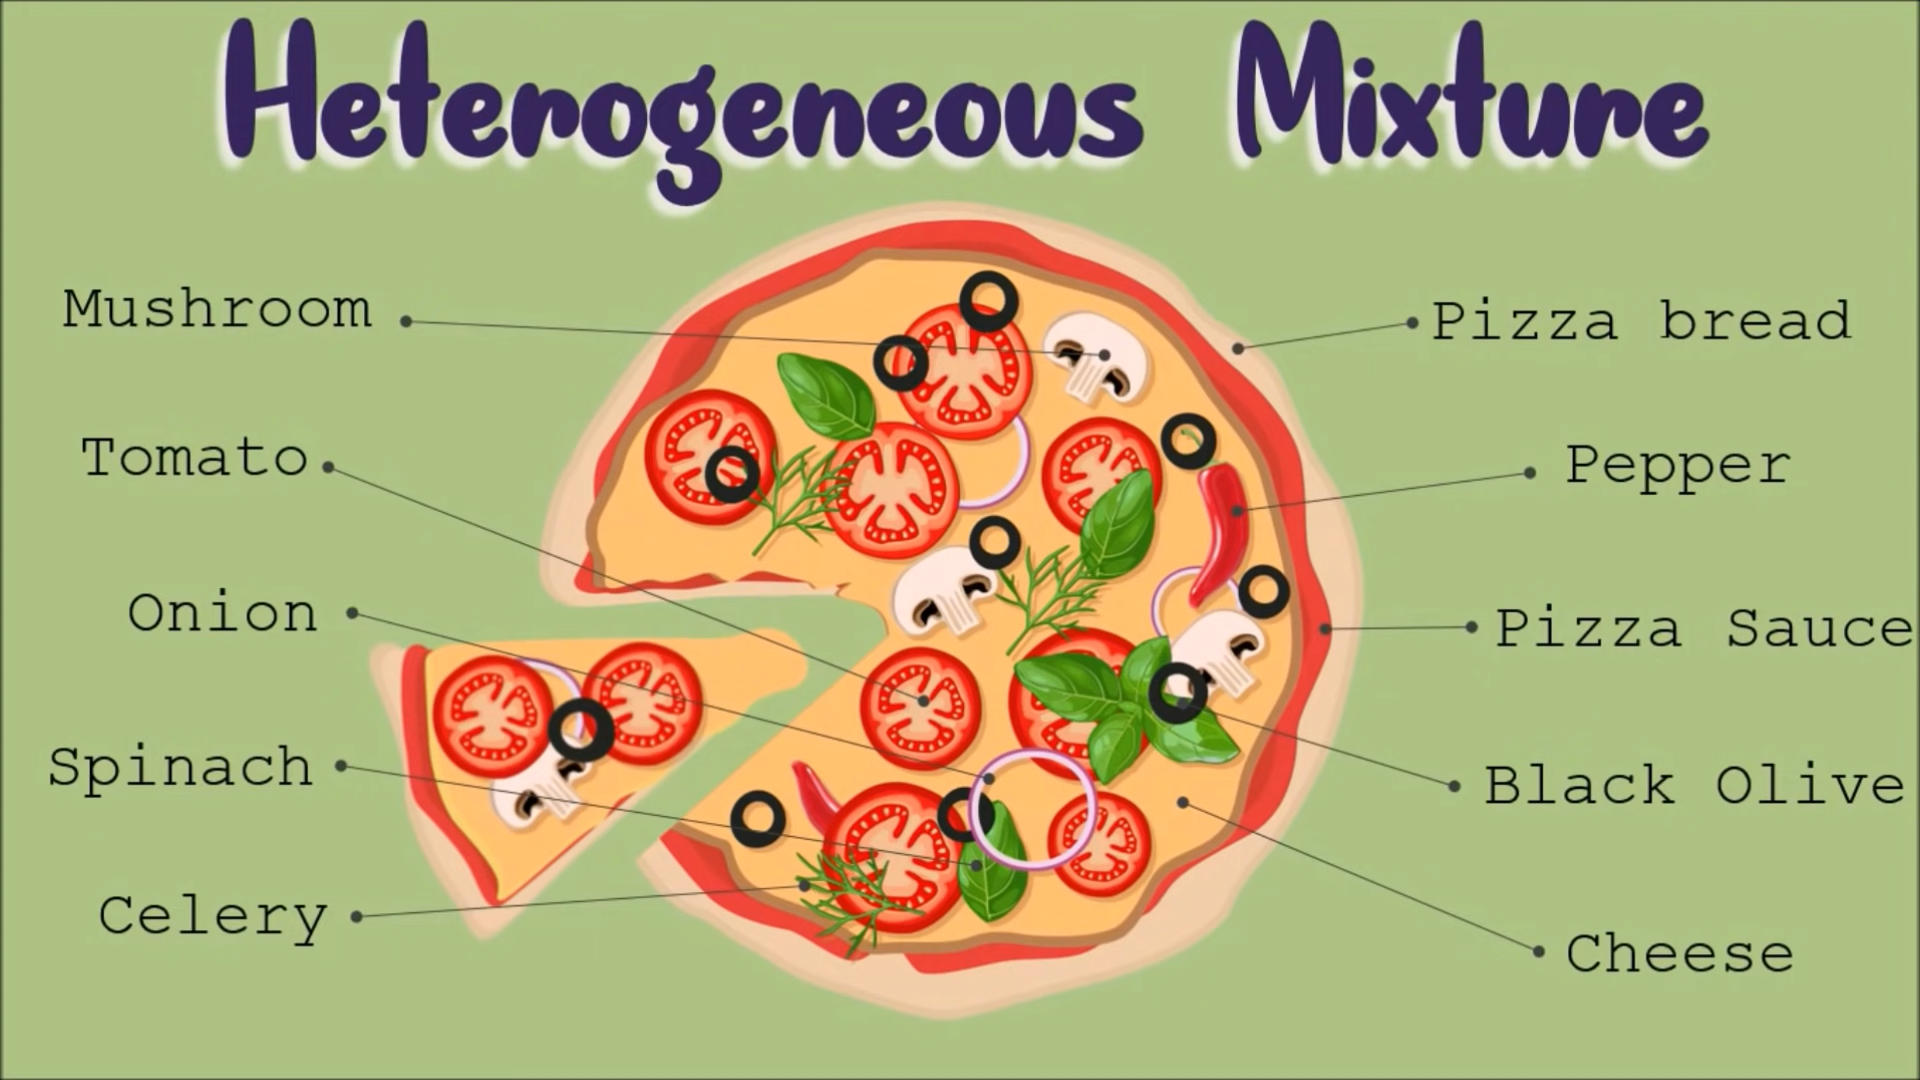 Heterogeneous Mixture
Mushroom
Tomato
Onion
Spinach
Celery
Pizza bread
Pepper
Pizza Sauce
Black Olive
Cheese